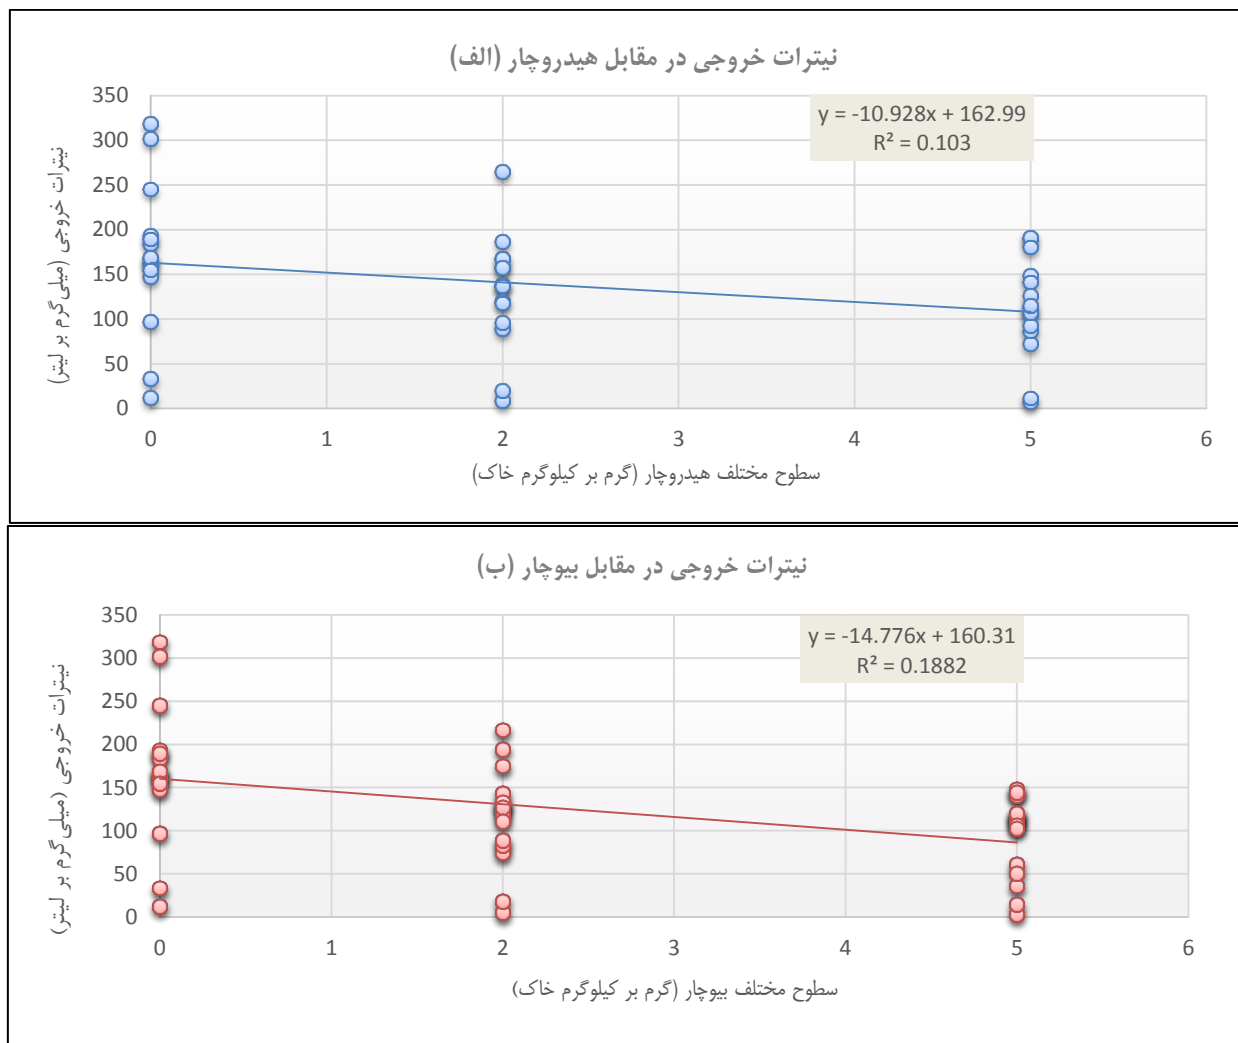 نیترات خروجی در مقابل هیدروچار (الف)
y = -10.928x + 162.99
R² = 0.103
نیترات خروجی (میلی‌گرم بر لیتر)
350
300
250
200
150
100
50
0
0 1 2 3 4 5 6
سطوح مختلف هیدروچار (گرم بر کیلوگرم خاک)
نیترات خروجی در مقابل بیوچار (ب)
y = -14.776x + 160.31
R² = 0.1882
نیترات خروجی (میلی‌گرم بر لیتر)
350
300
250
200
150
100
50
0
0 1 2 3 4 5 6
سطوح مختلف بیوچار (گرم بر کیلوگرم خاک)